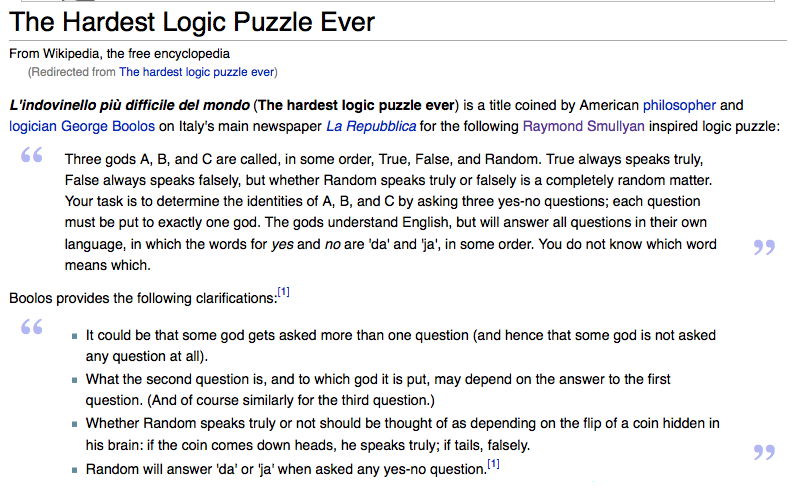 The Hardest Logic Puzzle Ever
From Wikipedia, the free encyclopedia
(Redirected from The hardest logic puzzle ever)
L'indovinello più difficile del mondo (The hardest logic puzzle ever) is a title coined by American philosopher and
logician George Boolos on Italy's main newspaper La Repubblica for the following Raymond Smullyan inspired logic puzzle:
“ Three gods A, B, and C are called, in some order, True, False, and Random. True always speaks truly,
False always speaks falsely, but whether Random speaks truly or falsely is a completely random matter.
Your task is to determine the identities of A, B, and C by asking three yes-no questions; each question
must be put to exactly one god. The gods understand English, but will answer all questions in their own
language, in which the words for yes and no are 'da' and 'ja', in some order. You do not know which word
means which. ”
Boolos provides the following clarifications:[1]
“ ▪ It could be that some god gets asked more than one question (and hence that some god is not asked
any question at all).
▪ What the second question is, and to which god it is put, may depend on the answer to the first
question. (And of course similarly for the third question.)
▪ Whether Random speaks truly or not should be thought of as depending on the flip of a coin hidden in
his brain: if the coin comes down heads, he speaks truly; if tails, falsely.
▪ Random will answer 'da' or 'ja' when asked any yes-no question.[1] ”